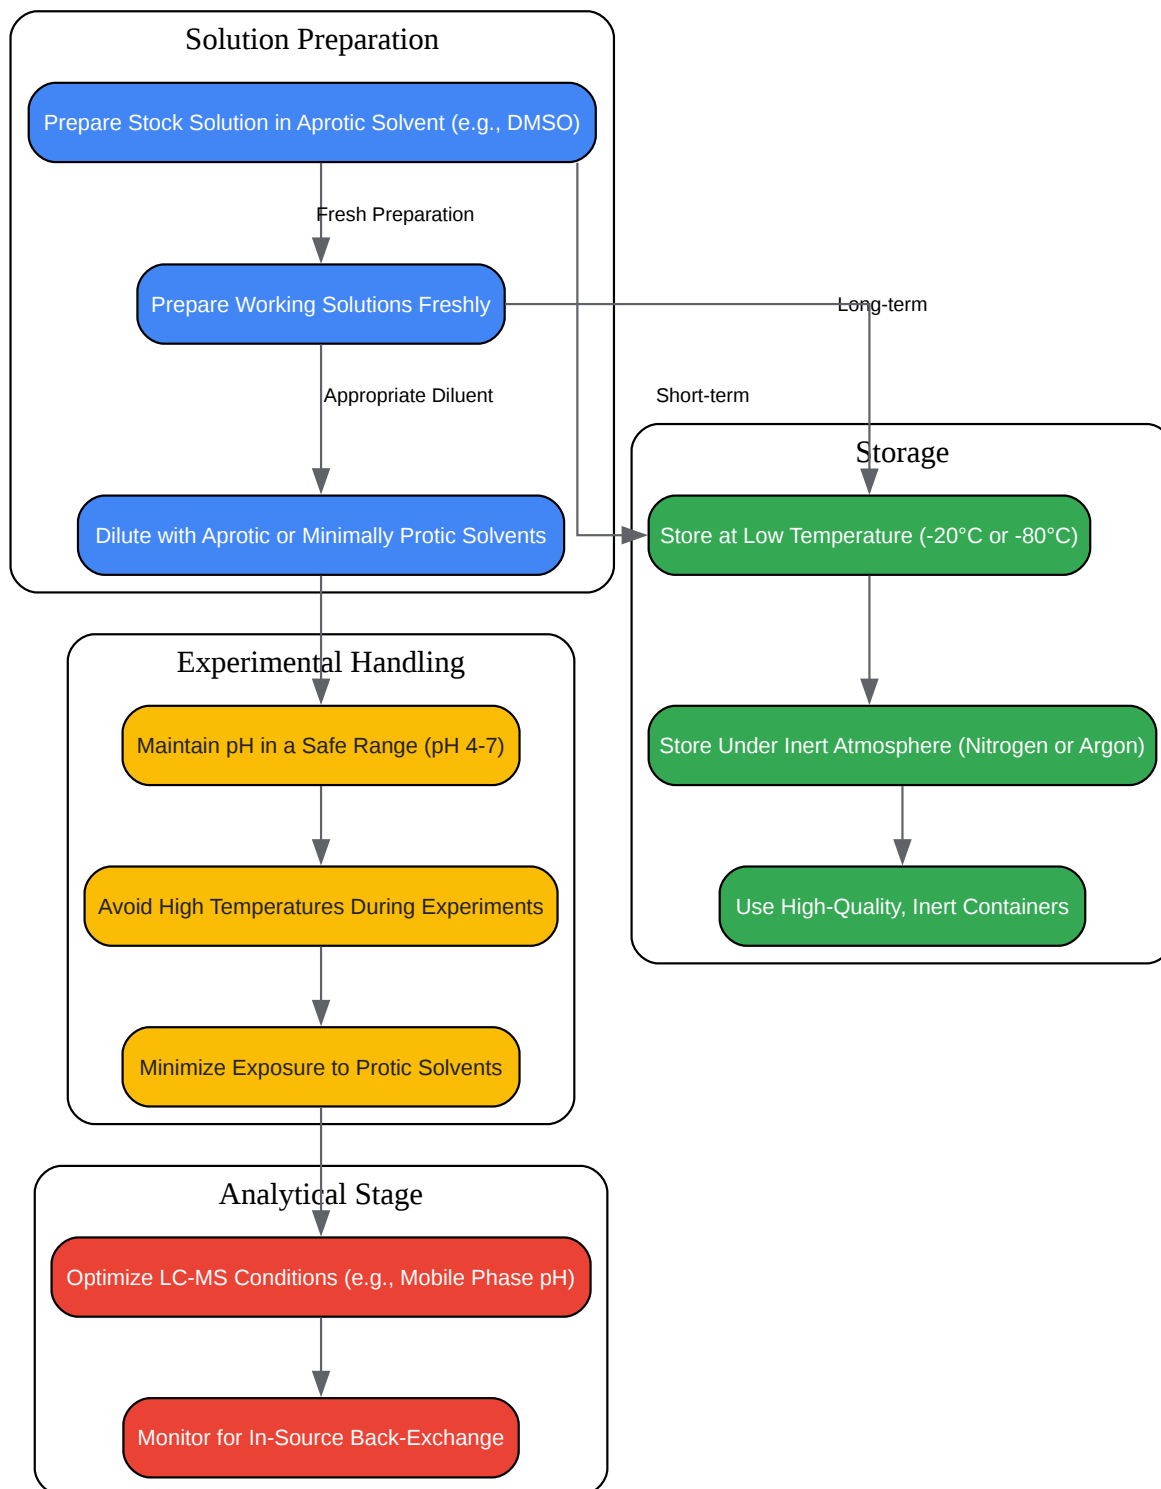 Solution Preparation
Prepare Stock Solution in Aprotic Solvent (e.g., DMSO)
Fresh Preparation
Prepare Working Solutions Freshly
Long-term
Appropriate Diluent
Short-term
Dilute with Aprotic or Minimally Protic Solvents
Storage
Store at Low Temperature (-20°C or -80°C)
Experimental Handling
Maintain pH in a Safe Range (pH 4-7)
Store Under Inert Atmosphere (Nitrogen or Argon)
Avoid High Temperatures During Experiments
Use High-Quality, Inert Containers
Minimize Exposure to Protic Solvents
Analytical Stage
Optimize LC-MS Conditions (e.g., Mobile Phase pH)
Monitor for In-Source Back-Exchange